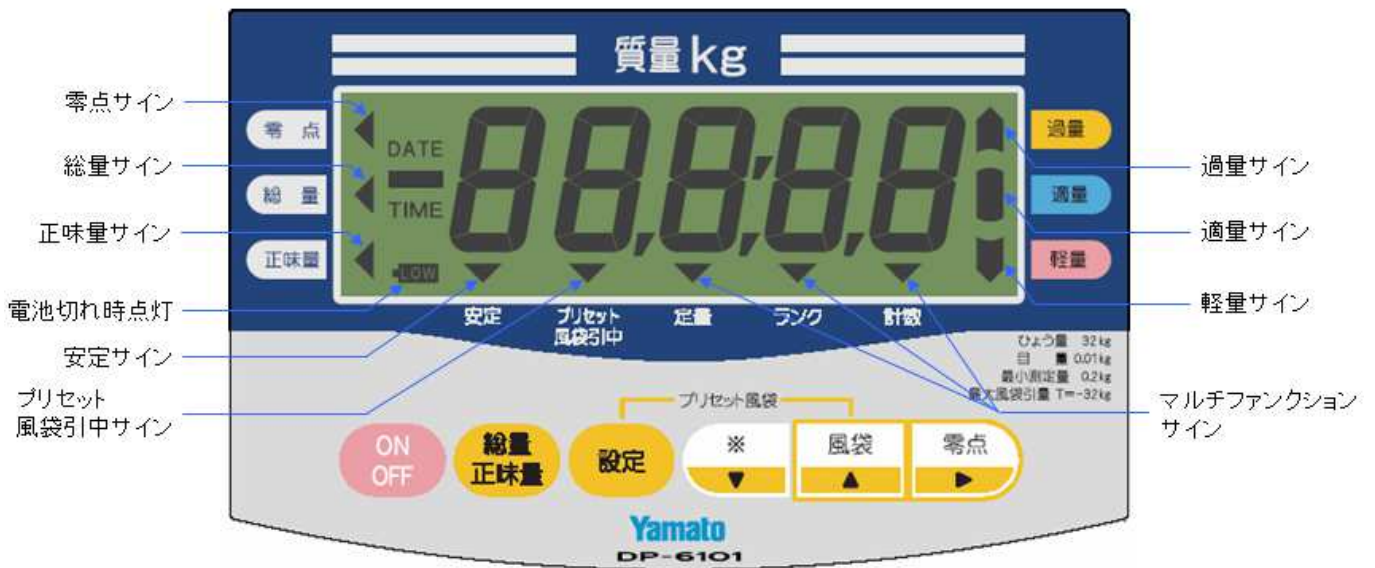 質量 kg
零点サイン
零 点
DATE
88,8,8,8
過量
過量サイン
総量サイン
総 量
TIME
適量
適量サイン
正味量サイン
正味量
LOW
軽量
軽量サイン
電池切れ時点灯
安定
プリセット
風袋引中
定量
ランク
計数
安定サイン
ひょう量 32kg
目 量 0.01kg
最小測定量 0.2kg
最大風袋引量 T=-32kg
プリセット
風袋引中サイン
マルチファンクション
サイン
プリセット風袋
ON
OFF
総量
正味量
設定
※
▼
風袋
▲
零点
▶
Yamato
DP-6101